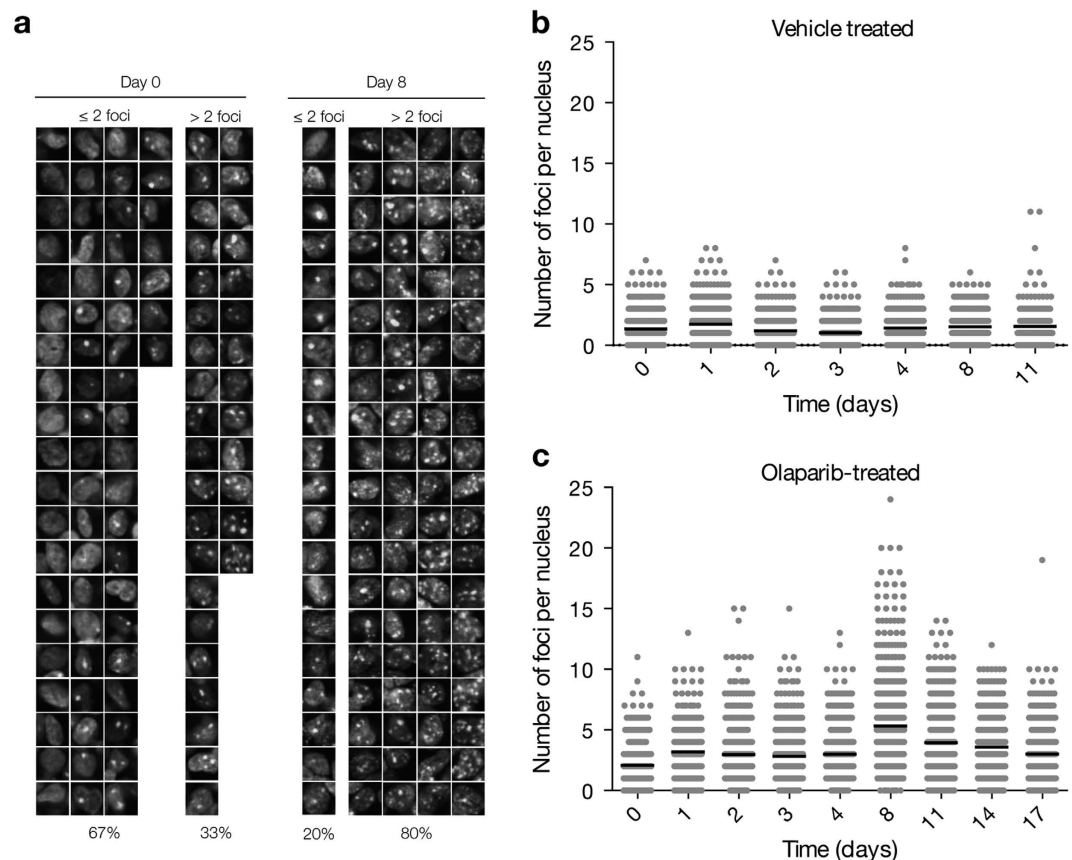 a
Day 0
Day 8
≤ 2 foci
> 2 foci
≤ 2 foci
> 2 foci
67%
33%
20%
80%
b
Vehicle treated
Number of foci per nucleus
25
20
15
10
5
0
0 1 2 3 4 8 11
Time (days)
c
Olaparib-treated
Number of foci per nucleus
25
20
15
10
5
0
0 1 2 3 4 8 11 14 17
Time (days)